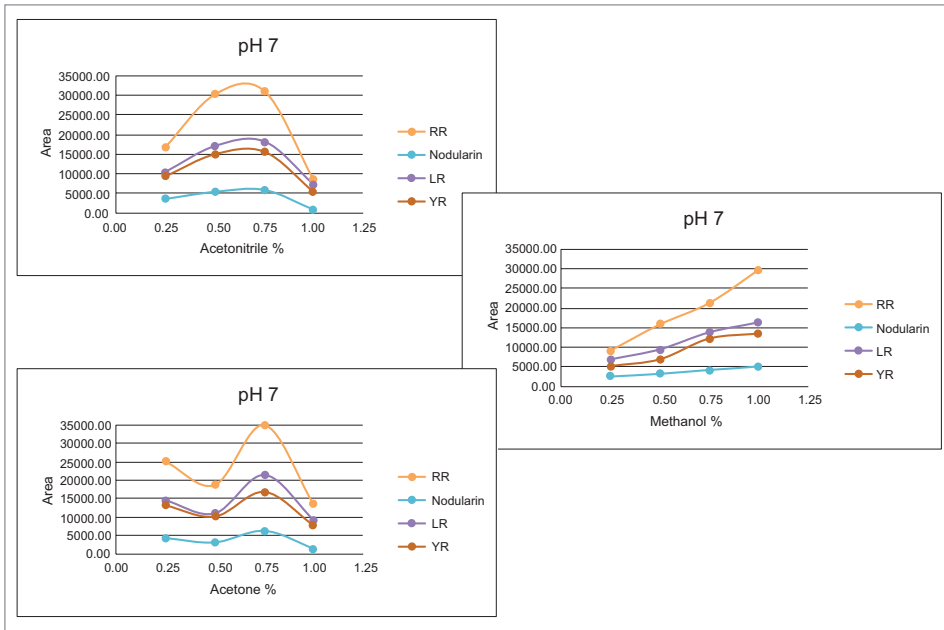 pH 7
35000.00
30000.00
25000.00
20000.00
15000.00
10000.00
5000.00
0.00
Area
0.00 0.25 0.50 0.75 1.00 1.25
Acetonitrile %
RR
Nodularin
LR
YR
pH 7
35000.00
30000.00
25000.00
20000.00
15000.00
10000.00
5000.00
0.00
Area
0.00 0.25 0.50 0.75 1.00 1.25
Methanol %
RR
Nodularin
LR
YR
pH 7
35000.00
30000.00
25000.00
20000.00
15000.00
10000.00
5000.00
0.00
Area
0.00 0.25 0.50 0.75 1.00 1.25
Acetone %
RR
Nodularin
LR
YR